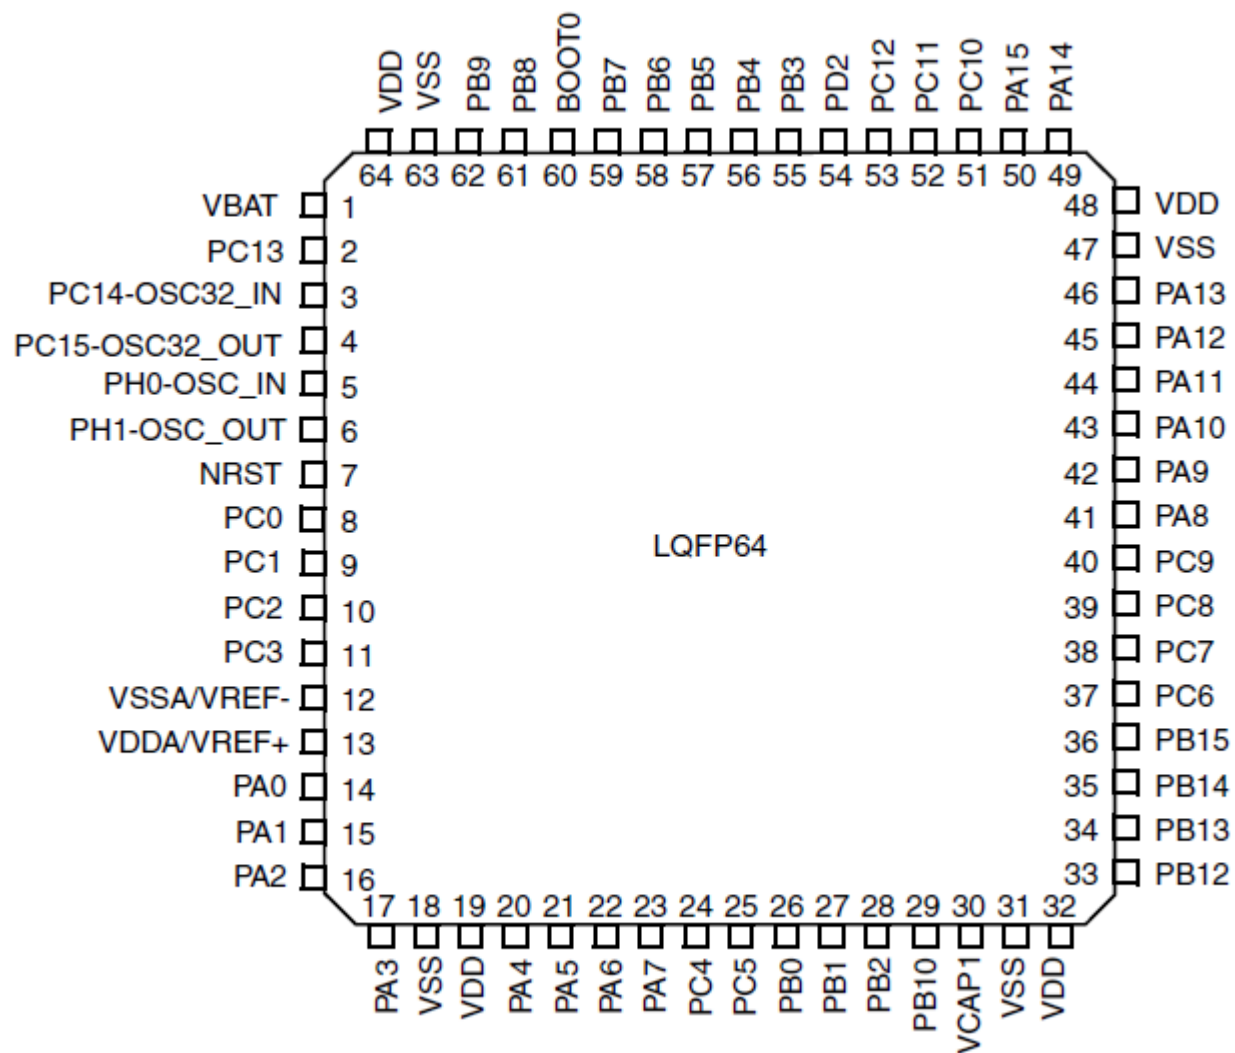 VDD VSS PB9 PB8 BOOT0 PB7 PB6 PB5 PB4 PB3 PD2 PC12 PC11 PC10 PA15 PA14
64 63 62 61 60 59 58 57 56 55 54 53 52 51 50 49
VBAT 1 48 VDD
PC13 2 47 VSS
PC14-OSC32_IN 3 46 PA13
PC15-OSC32_OUT 4 45 PA12
PH0-OSC_IN 5 44 PA11
PH1-OSC_OUT 6 43 PA10
NRST 7 42 PA9
PC0 8 41 PA8
LQFP64
PC1 9 40 PC9
PC2 10 39 PC8
PC3 11 38 PC7
VSSA/VREF- 12 37 PC6
VDDA/VREF+ 13 36 PB15
PA0 14 35 PB14
PA1 15 34 PB13
PA2 16 33 PB12
17 18 19 20 21 22 23 24 25 26 27 28 29 30 31 32
PA3 VSS VDD PA4 PA5 PA6 PA7 PC4 PC5 PB0 PB1 PB2 PB10 VCAP1 VSS VDD